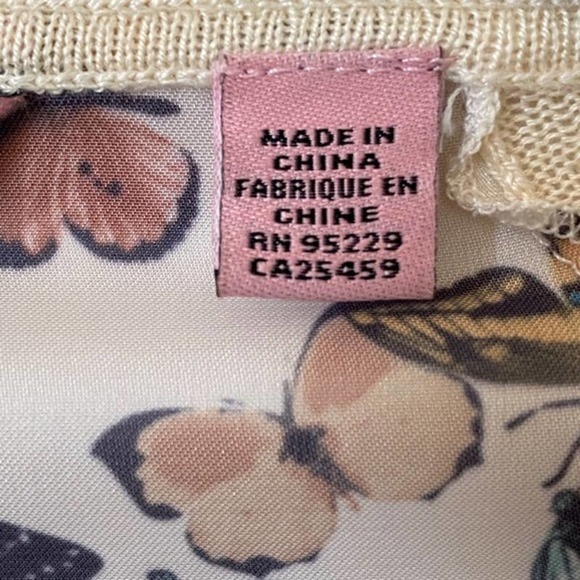 MADE IN
CHINA
FABRIQUE EN
CHINE
RN 95229
CA25459